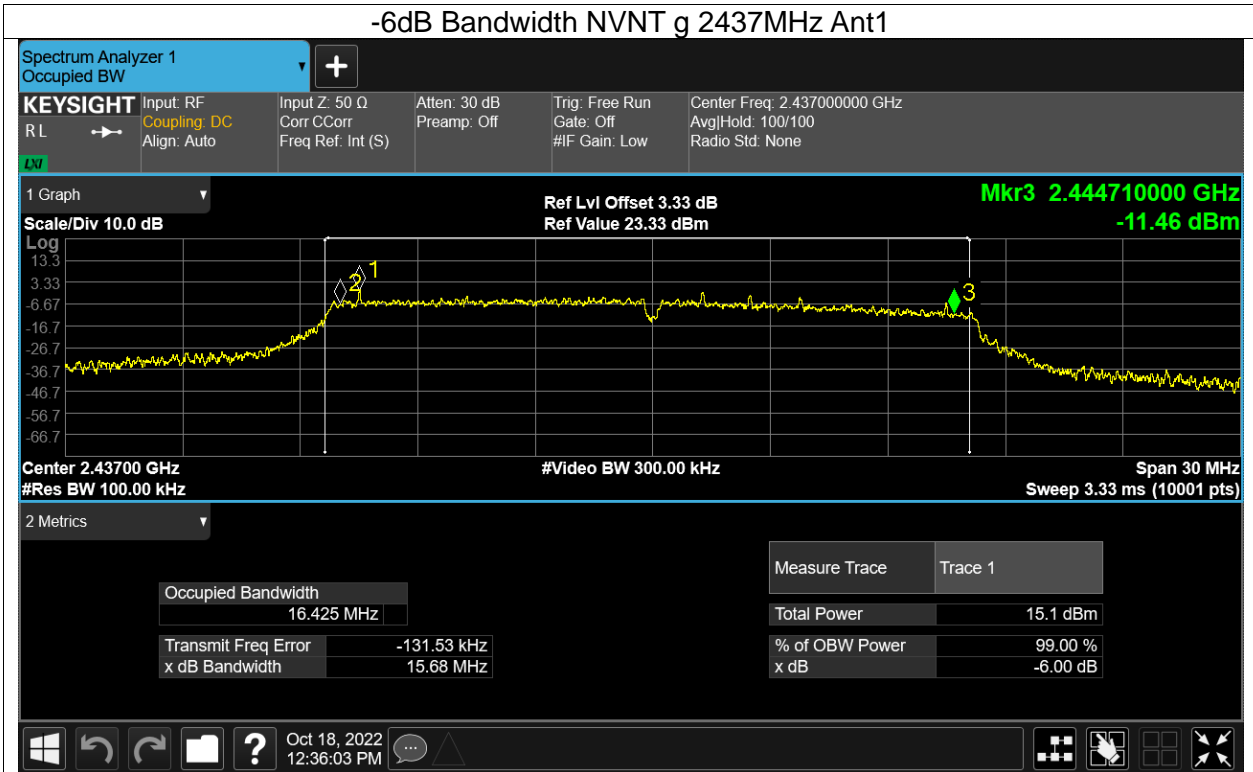 -6dB Bandwidth NVNT g 2437MHz Ant1
Spectrum Analyzer 1
Occupied BW
KEYSIGHT
R L
LXI
Input: RF
Coupling: DC
Align: Auto
Input Z: 50 Ω
Corr CCorr
Freq Ref: Int (S)
Atten: 30 dB
Preamp: Off
Trig: Free Run
Gate: Off
#IF Gain: Low
Center Freq: 2.437000000 GHz
Avg|Hold: 100/100
Radio Std: None
1 Graph
Scale/Div 10.0 dB
Ref Lvl Offset 3.33 dB
Ref Value 23.33 dBm
Mkr3 2.444710000 GHz
-11.46 dBm
Log
13.3
3.33
-6.67
-16.7
-26.7
-36.7
-46.7
-56.7
-66.7
2 1
3
Center 2.43700 GHz
#Res BW 100.00 kHz
#Video BW 300.00 kHz
Span 30 MHz
Sweep 3.33 ms (10001 pts)
2 Metrics
Occupied Bandwidth
16.425 MHz
Transmit Freq Error -131.53 kHz
x dB Bandwidth 15.68 MHz
Measure Trace Trace 1
Total Power 15.1 dBm
% of OBW Power 99.00 %
x dB -6.00 dB
?
Oct 18, 2022
12:36:03 PM